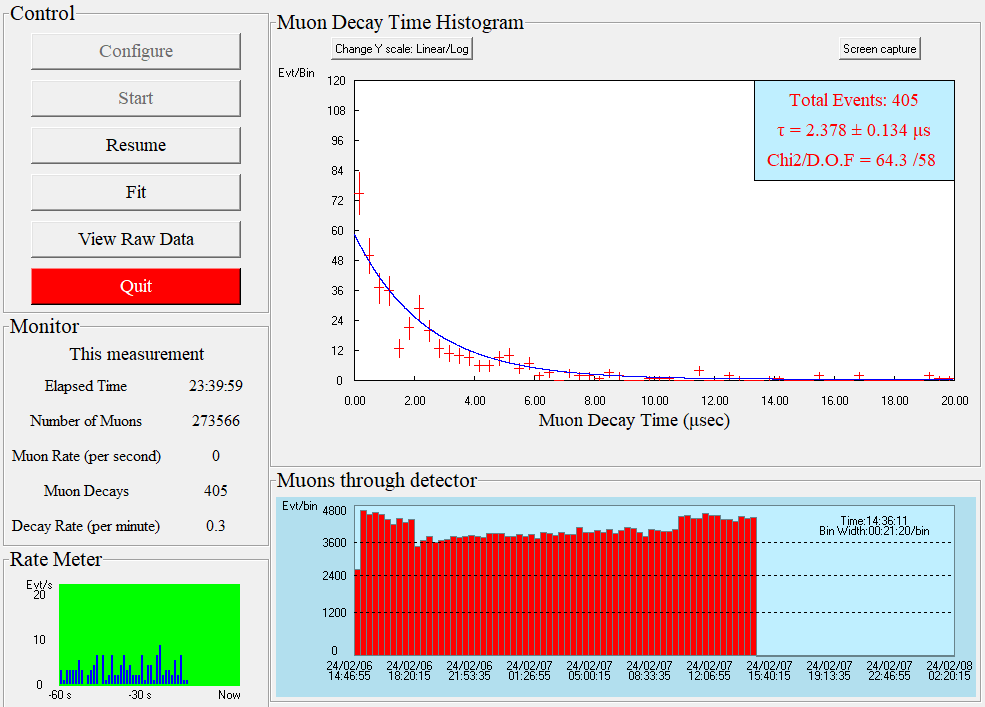 Control
Configure
Start
Resume
Fit
View Raw Data
Quit
Monitor
This measurement
Elapsed Time 23:39:59
Number of Muons 273566
Muon Rate (per second) 0
Muon Decays 405
Decay Rate (per minute) 0.3
Rate Meter
Evt/s
20
10
0
-60 s -30 s Now
Muon Decay Time Histogram
Change Y scale: Linear/Log Screen capture
Evt/Bin
120
108
96
84
72
60
48
36
24
12
0
Total Events: 405
τ = 2.378 ± 0.134 μs
Chi2/D.O.F = 64.3 /58
0.00 2.00 4.00 6.00 8.00 10.00 12.00 14.00 16.00 18.00 20.00
Muon Decay Time (μsec)
Muons through detector
Evt/bin
4800
3600
2400
1200
0
Time:14:36:11
Bin Width:00:21:20/bin
24/02/06 24/02/06 24/02/06 24/02/07 24/02/07 24/02/07 24/02/07 24/02/07 24/02/07 24/02/07 24/02/08
14:46:55 18:20:15 21:53:35 01:26:55 05:00:15 08:33:35 12:06:55 15:40:15 19:13:35 22:46:55 02:20:15